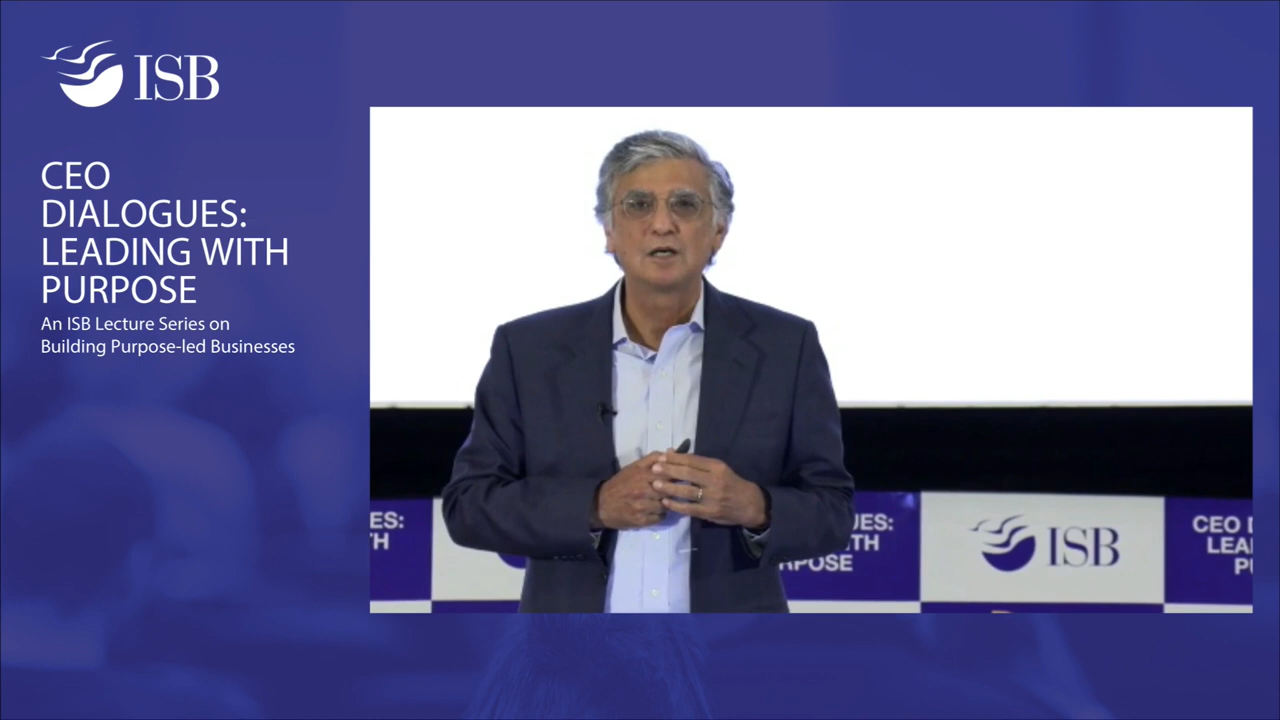 ISB
CEO
DIALOGUES:
LEADING WITH
PURPOSE
An ISB Lecture Series on
Building Purpose-led Businesses
ES:
TH
UES:
TH
RPOSE
ISB
CEO D
LEA
P